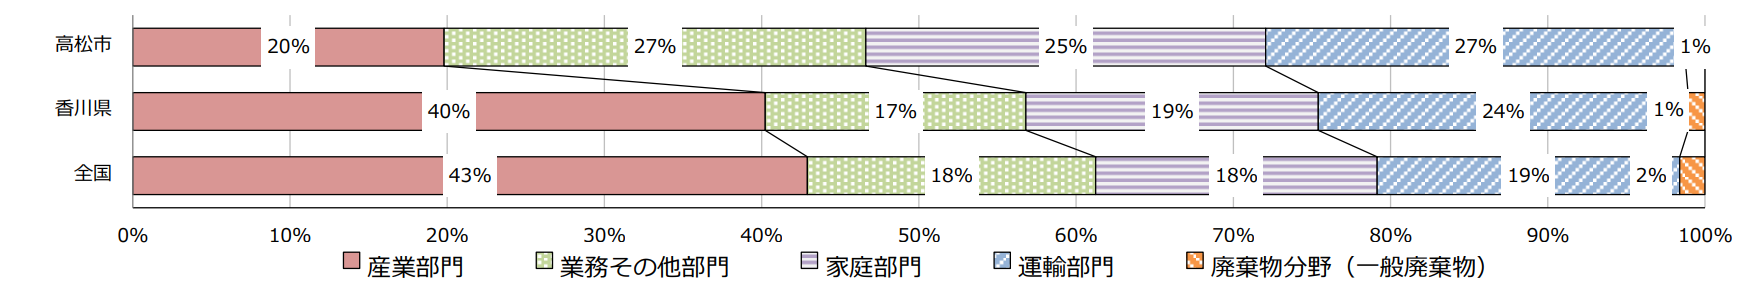 高松市 20% 27% 25% 27% 1%
香川県 40% 17% 19% 24% 1%
全国 43% 18% 18% 19% 2%
0% 10% 20% 30% 40% 50% 60% 70% 80% 90% 100%
産業部門 業務その他部門 家庭部門 運輸部門 廃棄物分野（一般廃棄物）